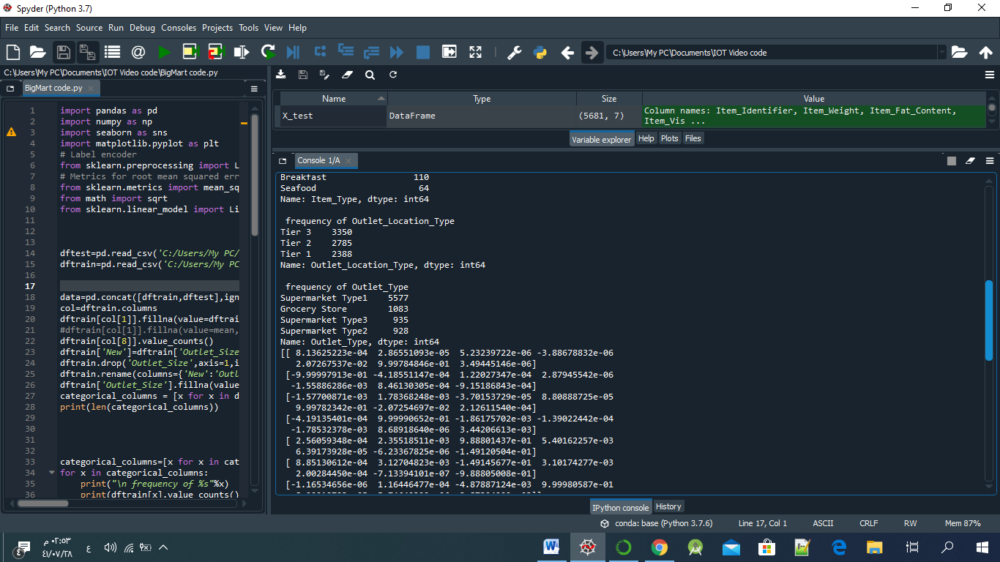 Spyder (Python 3.7)
File Edit Search Source Run Debug Consoles Projects Tools View Help
C:\Users\My PC\Documents\IOT Video code
C:\Users\My PC\Documents\IOT Video code\BigMart code.py
BigMart code.py
1 import pandas as pd
2 import numpy as np
3 import seaborn as sns
4 import matplotlib.pyplot as plt
5 # Label encoder
6 from sklearn.preprocessing import L
7 # Metrics for root mean squared err
8 from sklearn.metrics import mean_sq
9 from math import sqrt
10 from sklearn.linear_model import Li
11
12
13
14 dftest=pd.read_csv('C:/Users/My PC/
15 dftrain=pd.read_csv('C:/Users/My PC
16
17
18 data=pd.concat([dftrain,dftest],ign
19 col=dftrain.columns
20 dftrain[col[1]].fillna(value=dftrai
21 #dftrain[col[1]].fillna(value=mean,
22 dftrain[col[8]].value_counts()
23 dftrain['New']=dftrain['Outlet_Size
24 dftrain.drop('Outlet_Size',axis=1,i
25 dftrain.rename(columns={'New':'Outl
26 dftrain['Outlet_Size'].fillna(value
27 categorical_columns = [x for x in d
28 print(len(categorical_columns))
29
30
31
32
33 categorical_columns=[x for x in cat
34 for x in categorical_columns:
35 print("\n frequency of %s"%x)
36 print(dftrain[x].value_counts()
Name Type Size Value
X_test DataFrame (5681, 7) Column names: Item_Identifier, Item_Weight, Item_Fat_Content,
Item_Vis ...
Variable explorer Help Plots Files
Console 1/A
Breakfast 110
Seafood 64
Name: Item_Type, dtype: int64
frequency of Outlet_Location_Type
Tier 3 3350
Tier 2 2785
Tier 1 2388
Name: Outlet_Location_Type, dtype: int64
frequency of Outlet_Type
Supermarket Type1 5577
Grocery Store 1083
Supermarket Type3 935
Supermarket Type2 928
Name: Outlet_Type, dtype: int64
[[ 8.13625223e-04 2.86551093e-05 5.23239722e-06 -3.88678832e-06
2.07267537e-02 9.99784846e-01 3.49445146e-06]
[-9.99997913e-01 -4.18551147e-04 1.22027347e-04 2.87945542e-06
-1.55886286e-03 8.46130305e-04 -9.15186843e-04]
[-1.57700871e-03 1.78368248e-03 -3.70153729e-05 8.80888725e-05
9.99782342e-01 -2.07254697e-02 2.12611540e-04]
[-4.19135401e-04 9.99990652e-01 -1.86175702e-03 -1.39022442e-04
-1.78532378e-03 8.68918640e-06 3.44206613e-03]
[ 2.56059348e-04 2.35518511e-03 9.88801437e-01 5.40162257e-03
6.39173928e-05 -6.23367825e-06 -1.49120504e-01]
[ 8.85130612e-04 3.12704823e-03 -1.49145677e-01 3.10174277e-03
2.00284450e-04 -7.13394101e-07 -9.88805008e-01]
[-1.16534656e-06 1.16446477e-04 -4.87887124e-03 9.99980587e-01
IPython console History
conda: base (Python 3.7.6) Line 17, Col 1 ASCII CRLF RW Mem 87%
٠٢:٥٣ م
٤١/٠٧/٢٨
ع
٤